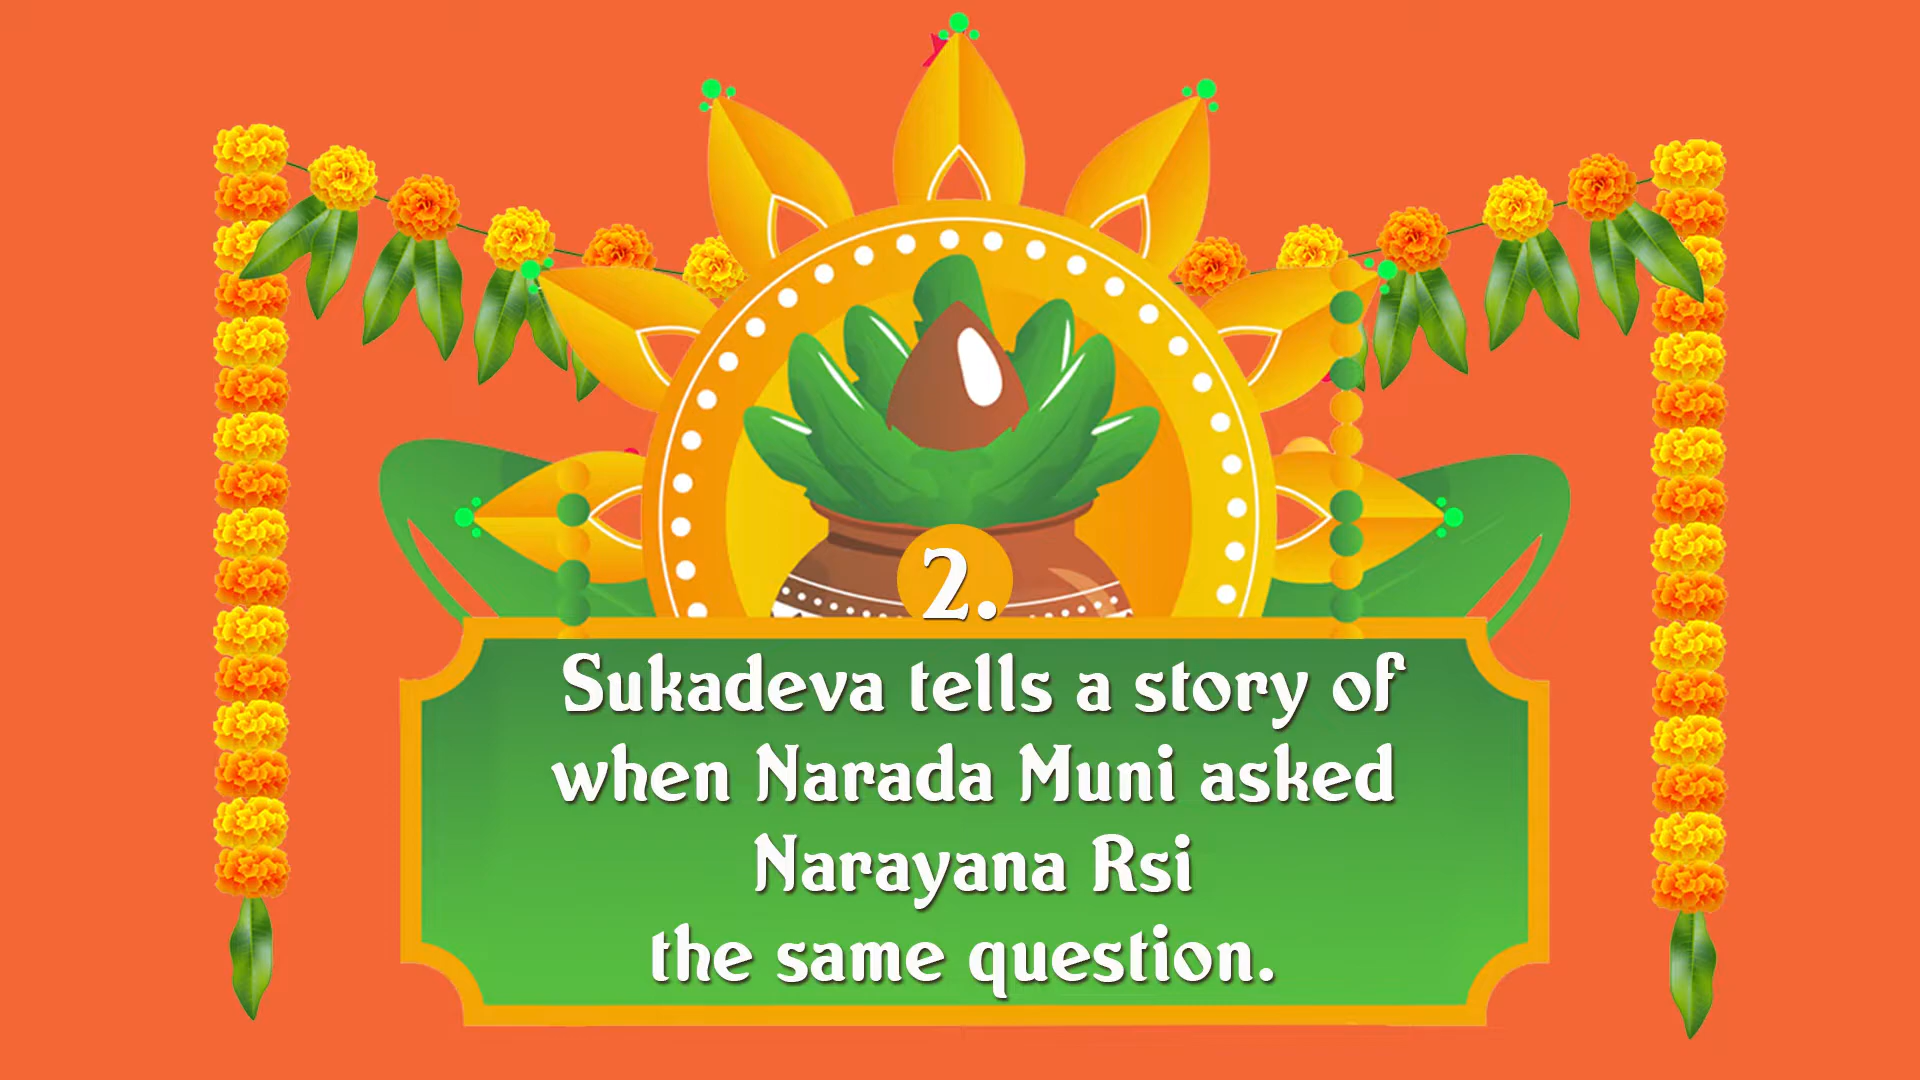 2.
Sukadeva tells a story of
when Narada Muni asked
Narayana Rsi
the same question.